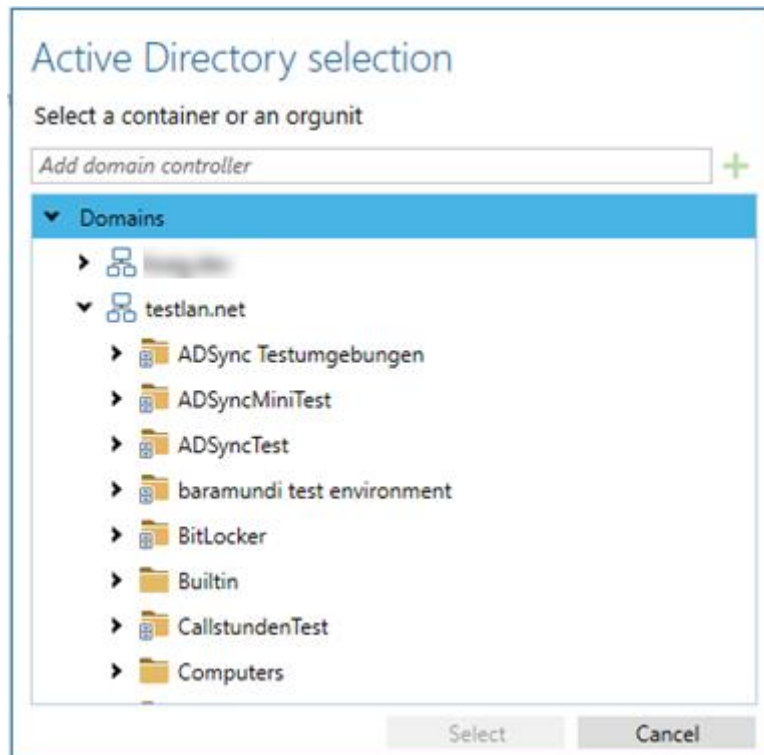 Active Directory selection
Select a container or an orgunit
Add domain controller
Domains
testlan.net
ADSync Testumgebungen
ADSyncMiniTest
ADSyncTest
baramundi test environment
BitLocker
Builtin
CallstundenTest
Computers
Select Cancel